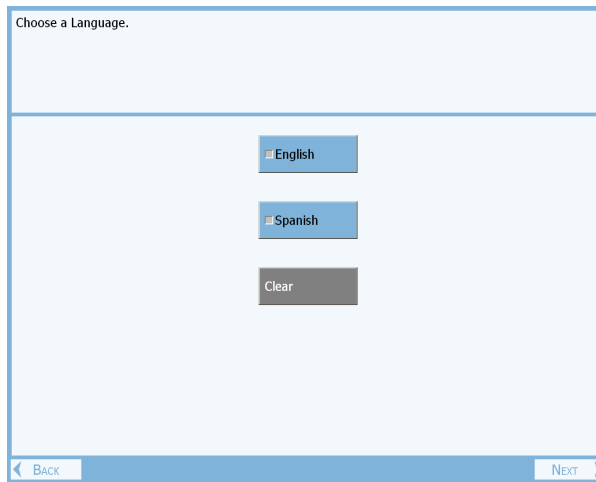 Choose a Language.
English
Spanish
Clear
BACK
NEXT